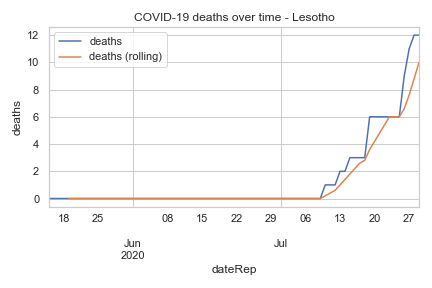 COVID-19 deaths over time - Lesotho
deaths
deaths (rolling)
deaths
12
10
8
6
4
2
0
18 25 08 15 22 29 06 13 20 27
Jun Jul
2020
dateRep